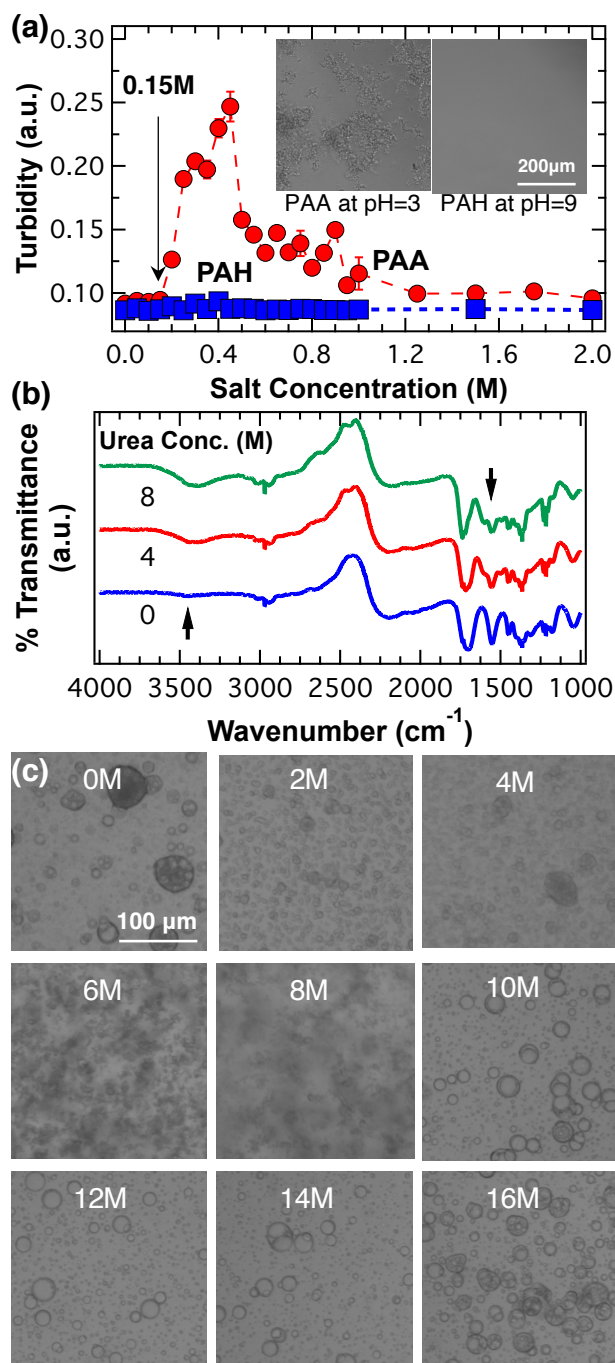 (a)
0.30
0.25
0.20
0.15
0.10
Turbidity (a.u.)
0.15M
PAH
PAA
200µm
PAA at pH=3 PAH at pH=9
0.0 0.4 0.8 1.2 1.6 2.0
Salt Concentration (M)
(b)
% Transmittance
(a.u.)
Urea Conc. (M)
8
4
0
4000 3500 3000 2500 2000 1500 1000
Wavenumber (cm⁻¹)
(c)
0M 2M 4M
100 µm
6M 8M 10M
12M 14M 16M